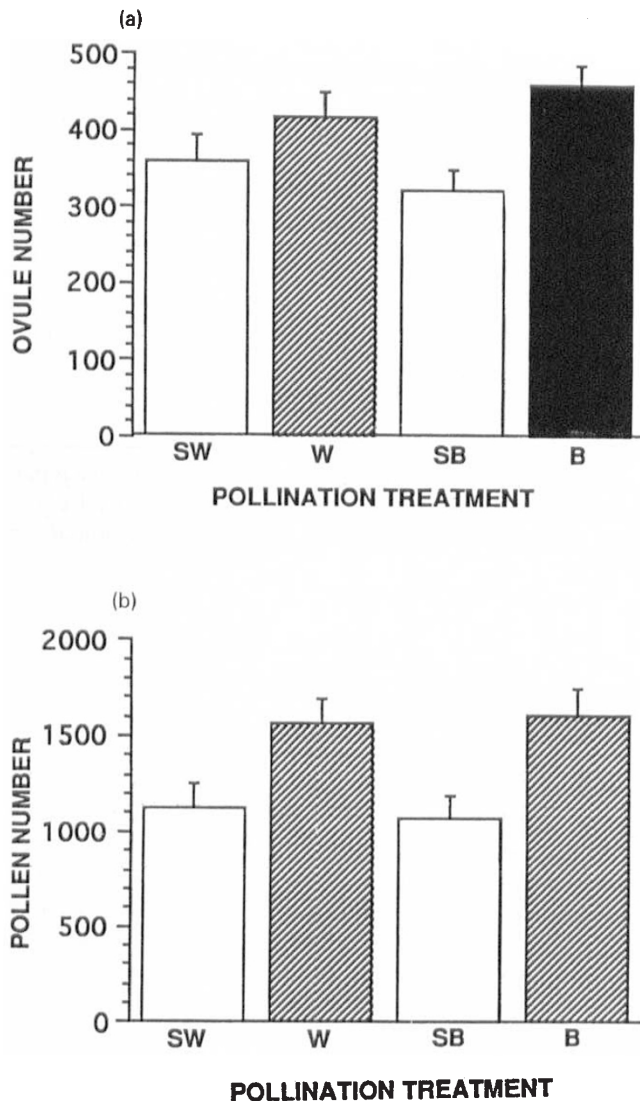 (a)
OVULE NUMBER
500
400
300
200
100
0
SW W SB B
POLLINATION TREATMENT
(b)
POLLEN NUMBER
2000
1500
1000
500
0
SW W SB B
POLLINATION TREATMENT